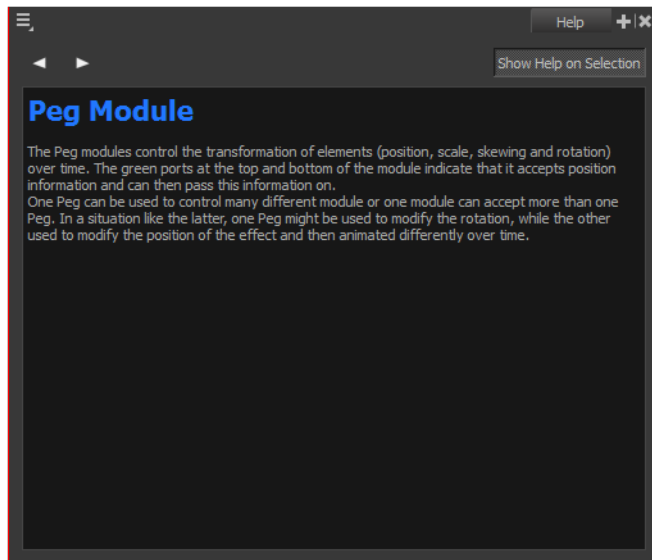 Help
Show Help on Selection
Peg Module
The Peg modules control the transformation of elements (position, scale, skewing and rotation)
over time. The green ports at the top and bottom of the module indicate that it accepts position
information and can then pass this information on.
One Peg can be used to control many different module or one module can accept more than one
Peg. In a situation like the latter, one Peg might be used to modify the rotation, while the other
used to modify the position of the effect and then animated differently over time.